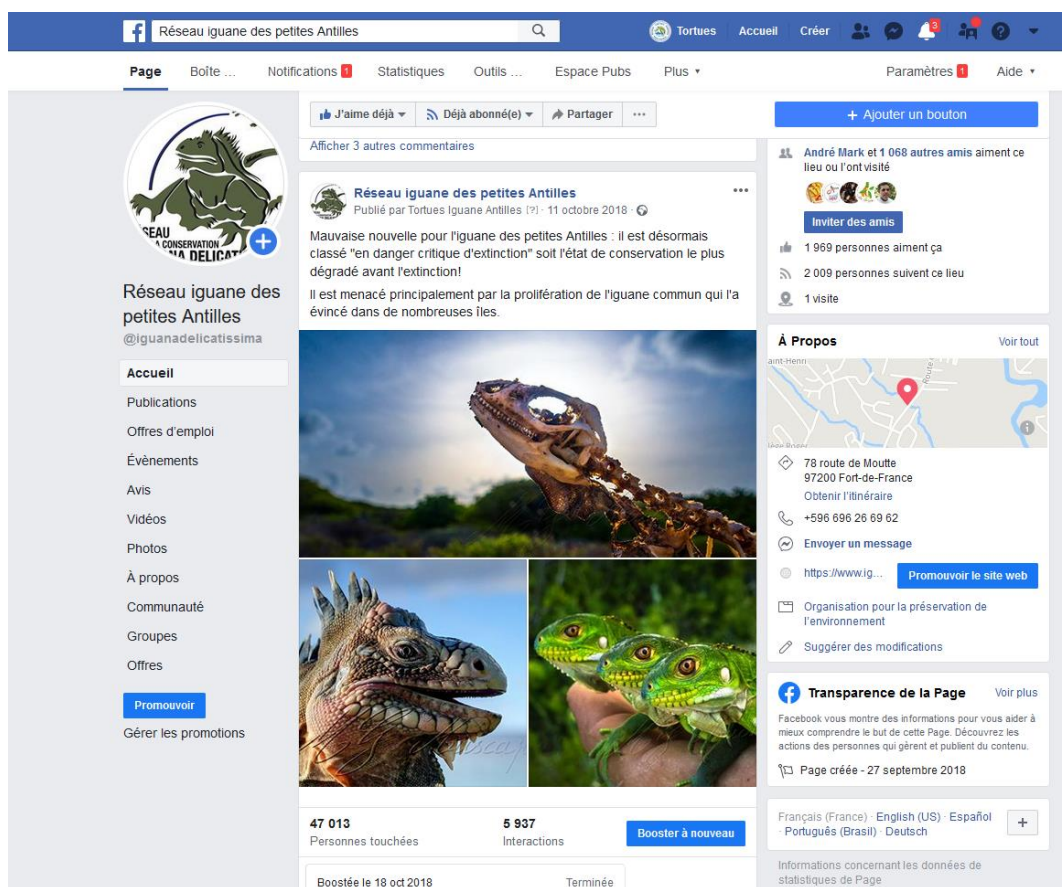 Réseau iguane des petites Antilles
Tortues
Accueil
Créer
3
Page
Boîte ...
Notifications 1
Statistiques
Outils ...
Espace Pubs
Plus
Paramètres 1
Aide
SEAU
CONSERVATION
A DELICAT
Réseau iguane des
petites Antilles
@iguanadelicatissima
Accueil
Publications
Offres d'emploi
Évènements
Avis
Vidéos
Photos
À propos
Communauté
Groupes
Offres
Promouvoir
Gérer les promotions
J'aime déjà
Déjà abonné(e)
Partager
...
Afficher 3 autres commentaires
Réseau iguane des petites Antilles
...
Publié par Tortues Iguane Antilles [?] · 11 octobre 2018 ·
Mauvaise nouvelle pour l'iguane des petites Antilles : il est désormais
classé "en danger critique d'extinction" soit l'état de conservation le plus
dégradé avant l'extinction!
Il est menacé principalement par la prolifération de l'iguane commun qui l'a
évincé dans de nombreuses îles.
47 013
Personnes touchées
5 937
Interactions
Booster à nouveau
Boostée le 18 oct 2018
Terminée
+ Ajouter un bouton
André Mark et 1 068 autres amis aiment ce
lieu ou l'ont visité
Inviter des amis
1 969 personnes aiment ça
2 009 personnes suivent ce lieu
1 visite
À Propos
Voir tout
aint-Henri
Route
78 route de Moutte
97200 Fort-de-France
Obtenir l'itinéraire
+596 696 26 69 62
Envoyer un message
https://www.ig...
Promouvoir le site web
Organisation pour la préservation de
l'environnement
Suggérer des modifications
Transparence de la Page
Voir plus
Facebook vous montre des informations pour vous aider à
mieux comprendre le but de cette Page. Découvrez les
actions des personnes qui gèrent et publient du contenu.
Page créée - 27 septembre 2018
Français (France) · English (US) · Español
· Português (Brasil) · Deutsch
+
Informations concernant les données de
statistiques de Page